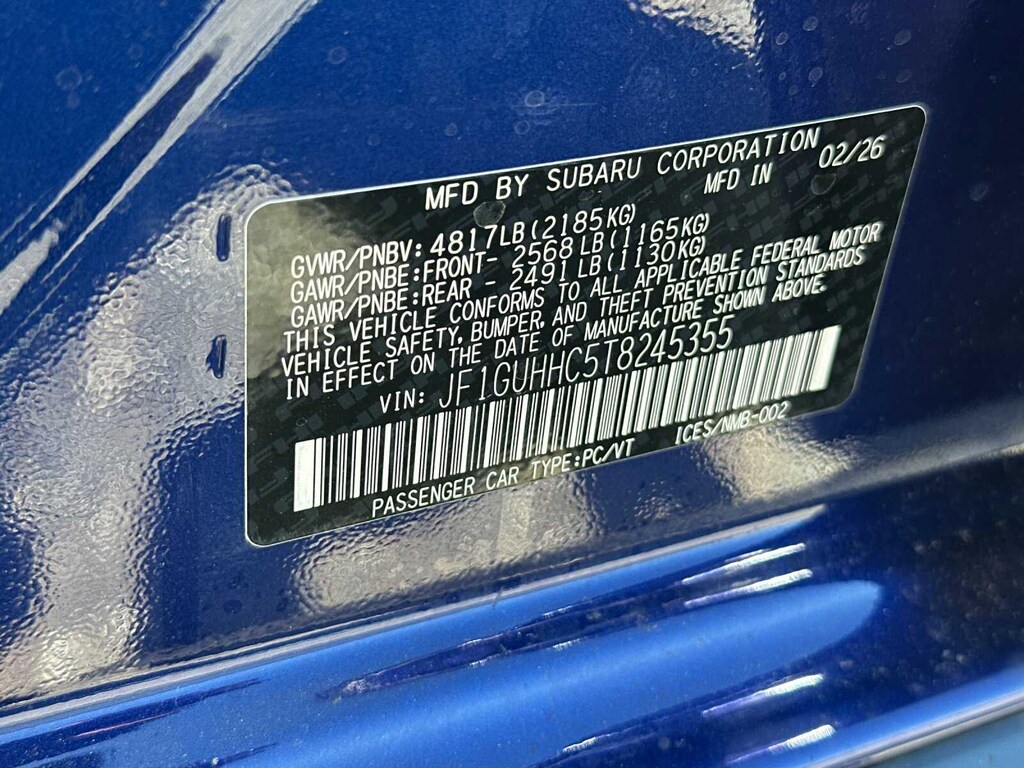 MFD BY SUBARU CORPORATION
MFD IN 02/26
GVWR/PNBV: 4817LB(2185KG)
GAWR/PNBE:FRONT- 2568LB(1165KG)
GAWR/PNBE:REAR - 2491LB(1130KG)
THIS VEHICLE CONFORMS TO ALL APPLICABLE FEDERAL MOTOR
VEHICLE SAFETY, BUMPER, AND THEFT PREVENTION STANDARDS
IN EFFECT ON THE DATE OF MANUFACTURE SHOWN ABOVE.
VIN: JF1GUHHC5T8245355
PASSENGER CAR TYPE:PC/VT ICES/NMB-002